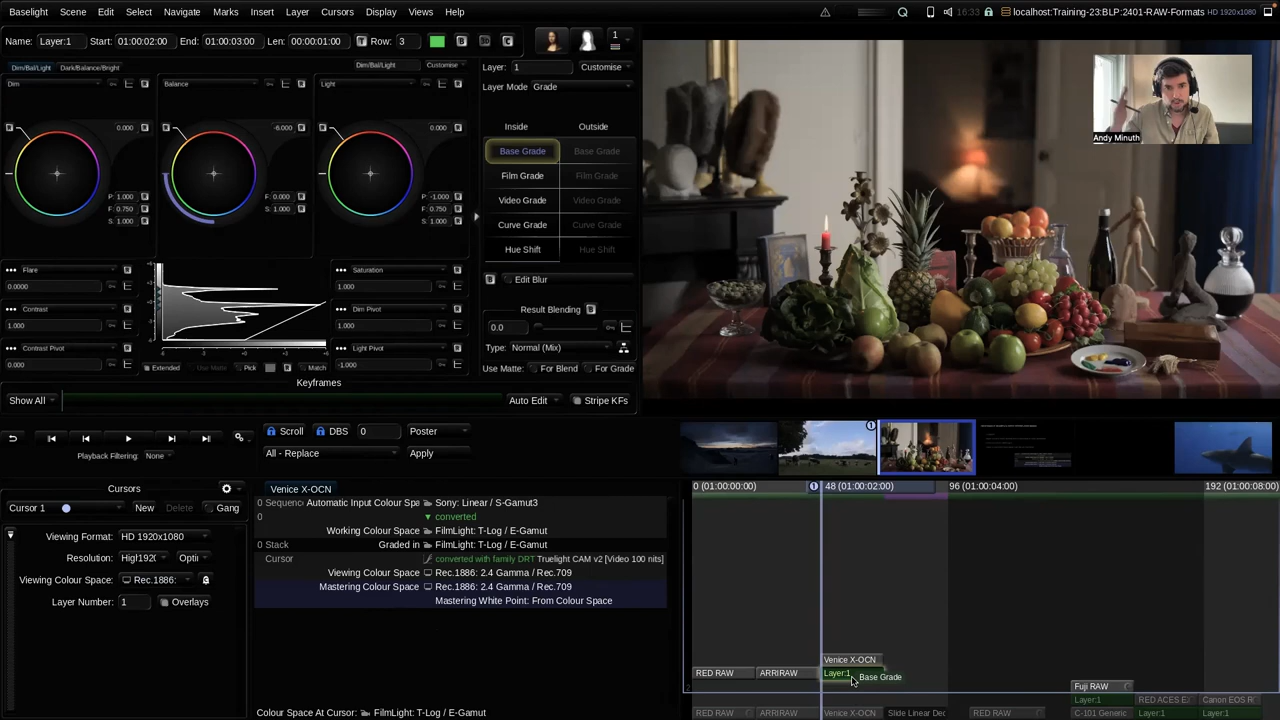 Baselight Scene Edit Select Navigate Marks Insert Layer Cursors Display Views Help 16:33 localhost:Training-23:BLP:2401-RAW-Formats HD 1920x1080
Name: Layer:1 Start: 01:00:02:00 End: 01:00:03:00 Len: 00:00:01:00 Row: 3 1
Dim/Bal/Light Dark/Balance/Bright Dim/Bal/Light Customise
Layer: 1 Customise
Layer Mode Grade
Dim Balance Light
0.000 -6.000 0.000
P: 1.000 F: 0.000 P: -1.000
F: 0.750 S: 1.000 F: 0.750
S: 1.000 S: 1.000
Inside Outside
Base Grade Base Grade
Film Grade Film Grade
Video Grade Video Grade
Curve Grade Curve Grade
Hue Shift Hue Shift
Edit Blur
Result Blending
0.0
Type: Normal (Mix)
Use Matte: For Blend For Grade
Flare Saturation
0.0000 1.000
Contrast Dim Pivot
1.000 1.000
Contrast Pivot Light Pivot
0.000 -1.000
Extended Use Matte Pick Match
Keyframes
Show All Auto Edit Stripe KFs
Andy Minuth
Scroll DBS 0 Poster
Playback Filtering: None
All - Replace Apply
Cursors
Cursor 1 New Delete Gang
Viewing Format: HD 1920x1080
Resolution: High
Viewing Colour Space: Rec.1886:
Layer Number: 1 Overlays
Venice X-OCN
0 Sequenc Automatic Input Colour Spa Sony: Linear / S-Gamut3
0 converted
Working Colour Space FilmLight: T-Log / E-Gamut
0 Stack Graded in FilmLight: T-Log / E-Gamut
Cursor converted with family DRT Truelight CAM v2 [Video 100 nits]
Viewing Colour Space Rec.1886: 2.4 Gamma / Rec.709
Mastering Colour Space Rec.1886: 2.4 Gamma / Rec.709
Mastering White Point: From Colour Space
Colour Space At Cursor: FilmLight: T-Log / E-Gamut
0 (01:00:00:00) 48 (01:00:02:00) 96 (01:00:04:00) 192 (01:00:08:00)
Venice X-OCN
RED RAW ARRIRAW Layer:1 Base Grade
Fuji RAW
Layer:1 RED ACES E Canon EOS R
RED RAW ARRIRAW Venice X-OCN Slide Linear Dec RED RAW C-101 Generic Layer:1 Layer:1